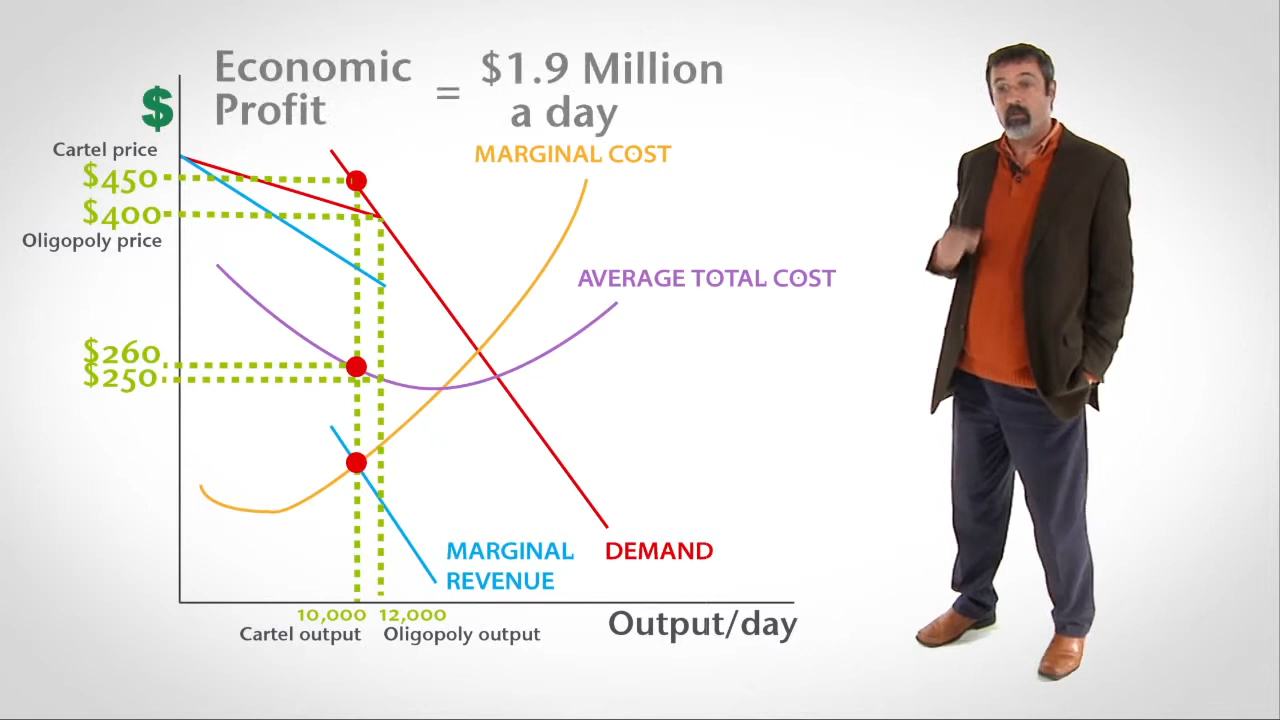 Economic
Profit
=
$1.9 Million
a day
$
MARGINAL COST
Cartel price
$450
$400
Oligopoly price
AVERAGE TOTAL COST
$260
$250
MARGINAL
REVENUE
DEMAND
10,000
12,000
Cartel output
Oligopoly output
Output/day